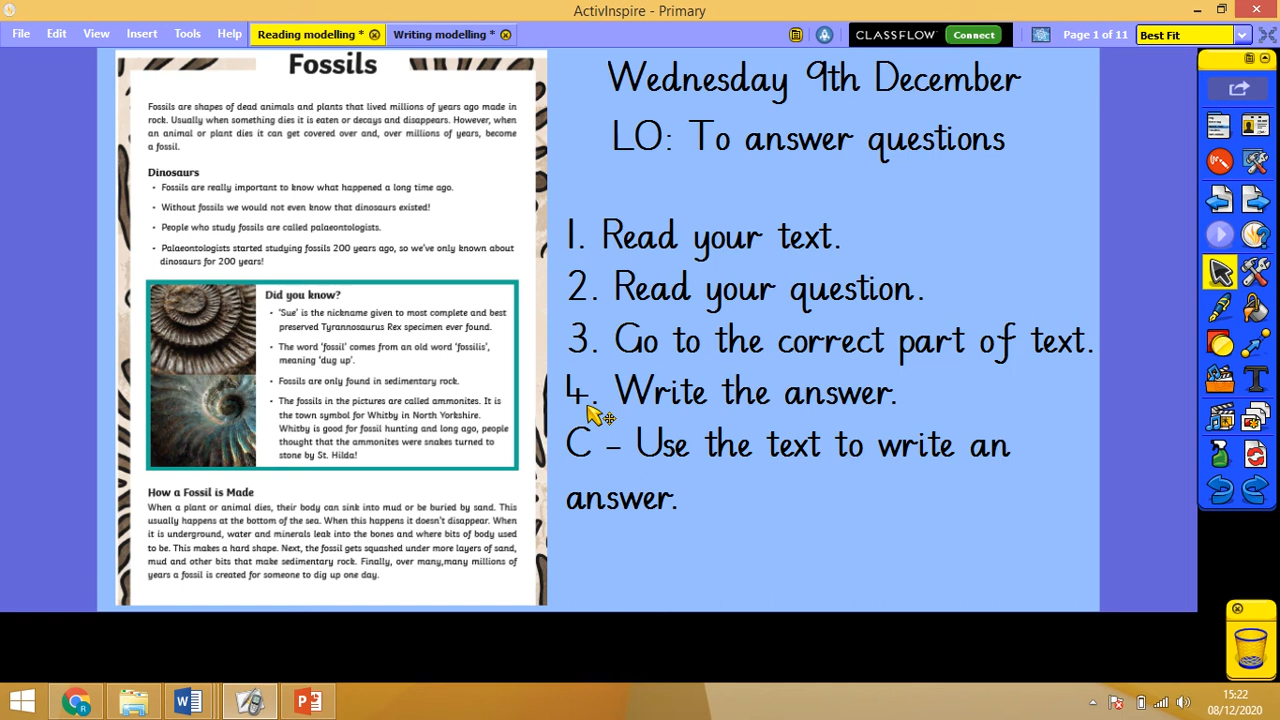 ActivInspire - Primary
File Edit View Insert Tools Help Reading modelling * Writing modelling * CLASSFLOW Connect Page 1 of 11 Best Fit
Fossils
Fossils are shapes of dead animals and plants that lived millions of years ago made in
rock. Usually when something dies it is eaten or decays and disappears. However, when
an animal or plant dies it can get covered over and, over millions of years, become
a fossil.
Dinosaurs
• Fossils are really important to know what happened a long time ago.
• Without fossils we would not even know that dinosaurs existed!
• People who study fossils are called palaeontologists.
• Palaeontologists started studying fossils 200 years ago, so we've only known about
dinosaurs for 200 years!
Did you know?
• 'Sue' is the nickname given to most complete and best
preserved Tyrannosaurus Rex specimen ever found.
• The word 'fossil' comes from an old word 'fossilis',
meaning 'dug up'.
• Fossils are only found in sedimentary rock.
• The fossils in the pictures are called ammonites. It is
the town symbol for Whitby in North Yorkshire.
Whitby is good for fossil hunting and long ago, people
thought that the ammonites were snakes turned to
stone by St. Hilda!
How a Fossil is Made
When a plant or animal dies, their body can sink into mud or be buried by sand. This
usually happens at the bottom of the sea. When this happens it doesn't disappear. When
it is underground, water and minerals leak into the bones and where bits of body used
to be. This makes a hard shape. Next, the fossil gets squashed under more layers of sand,
mud and other bits that make sedimentary rock. Finally, over many,many millions of
years a fossil is created for someone to dig up one day.
Wednesday 9th December
LO: To answer questions
1. Read your text.
2. Read your question.
3. Go to the correct part of text.
4. Write the answer.
C - Use the text to write an
answer.
15:22
08/12/2020